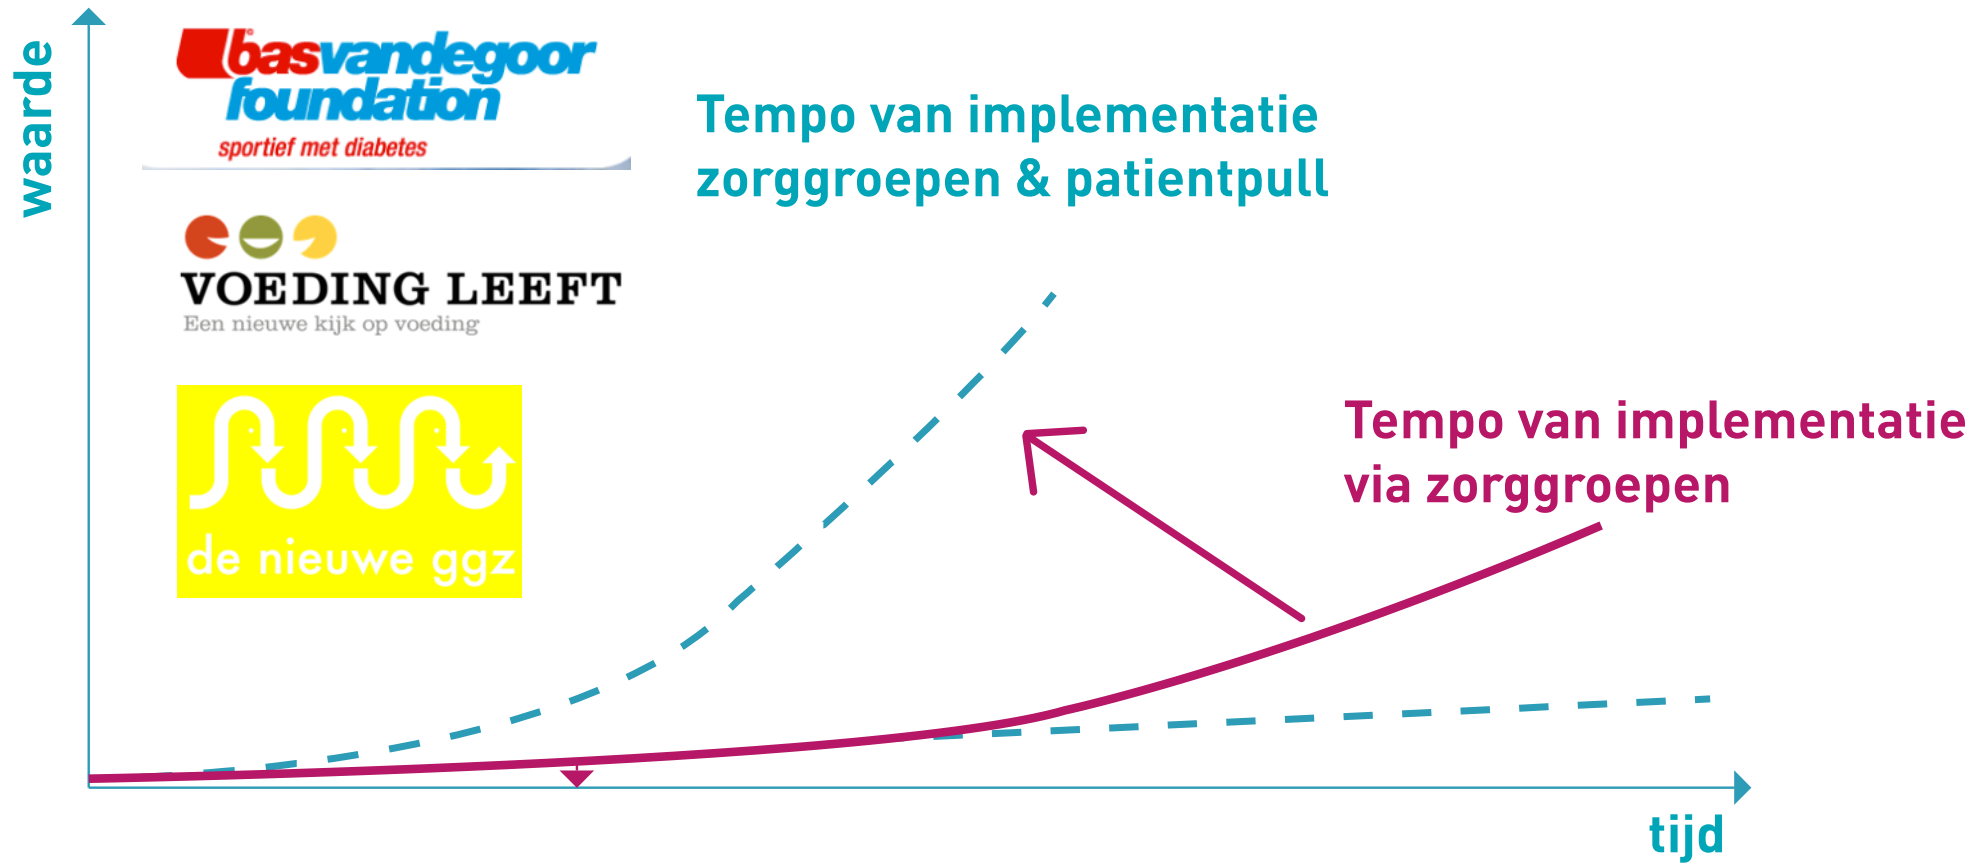 waarde
basvandegoor
foundation
sportief met diabetes
Tempo van implementatie
zorggroepen & patientpull
VOEDING LEEFT
Een nieuwe kijk op voeding
de nieuwe ggz
Tempo van implementatie
via zorggroepen
tijd